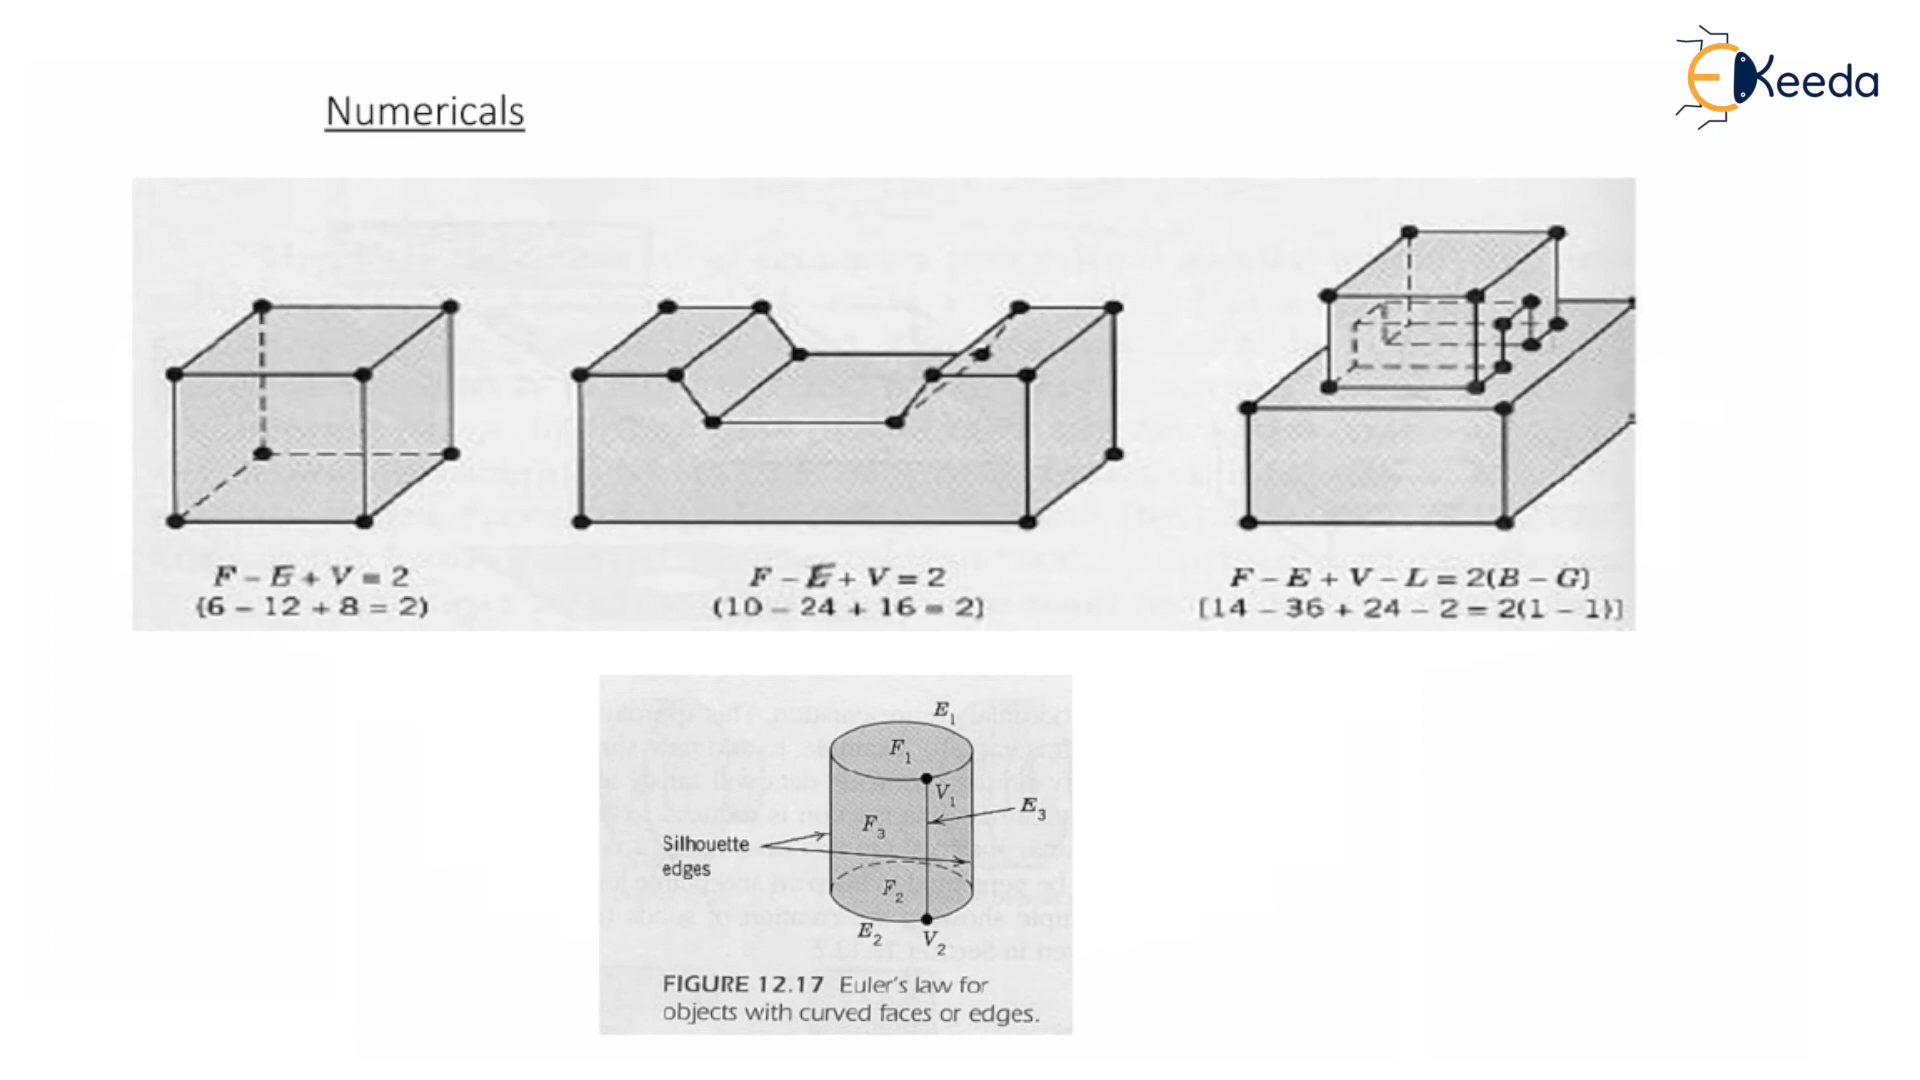 EKeeda
Numericals
F – E + V = 2
(6 – 12 + 8 = 2)
F – E + V = 2
(10 – 24 + 16 = 2)
F – E + V – L = 2(B – G)
[14 – 36 + 24 – 2 = 2(1 – 1)]
E1
F1
V1
E3
F3
Silhouette
edges
F2
E2
V2
FIGURE 12.17 Euler's law for
objects with curved faces or edges.